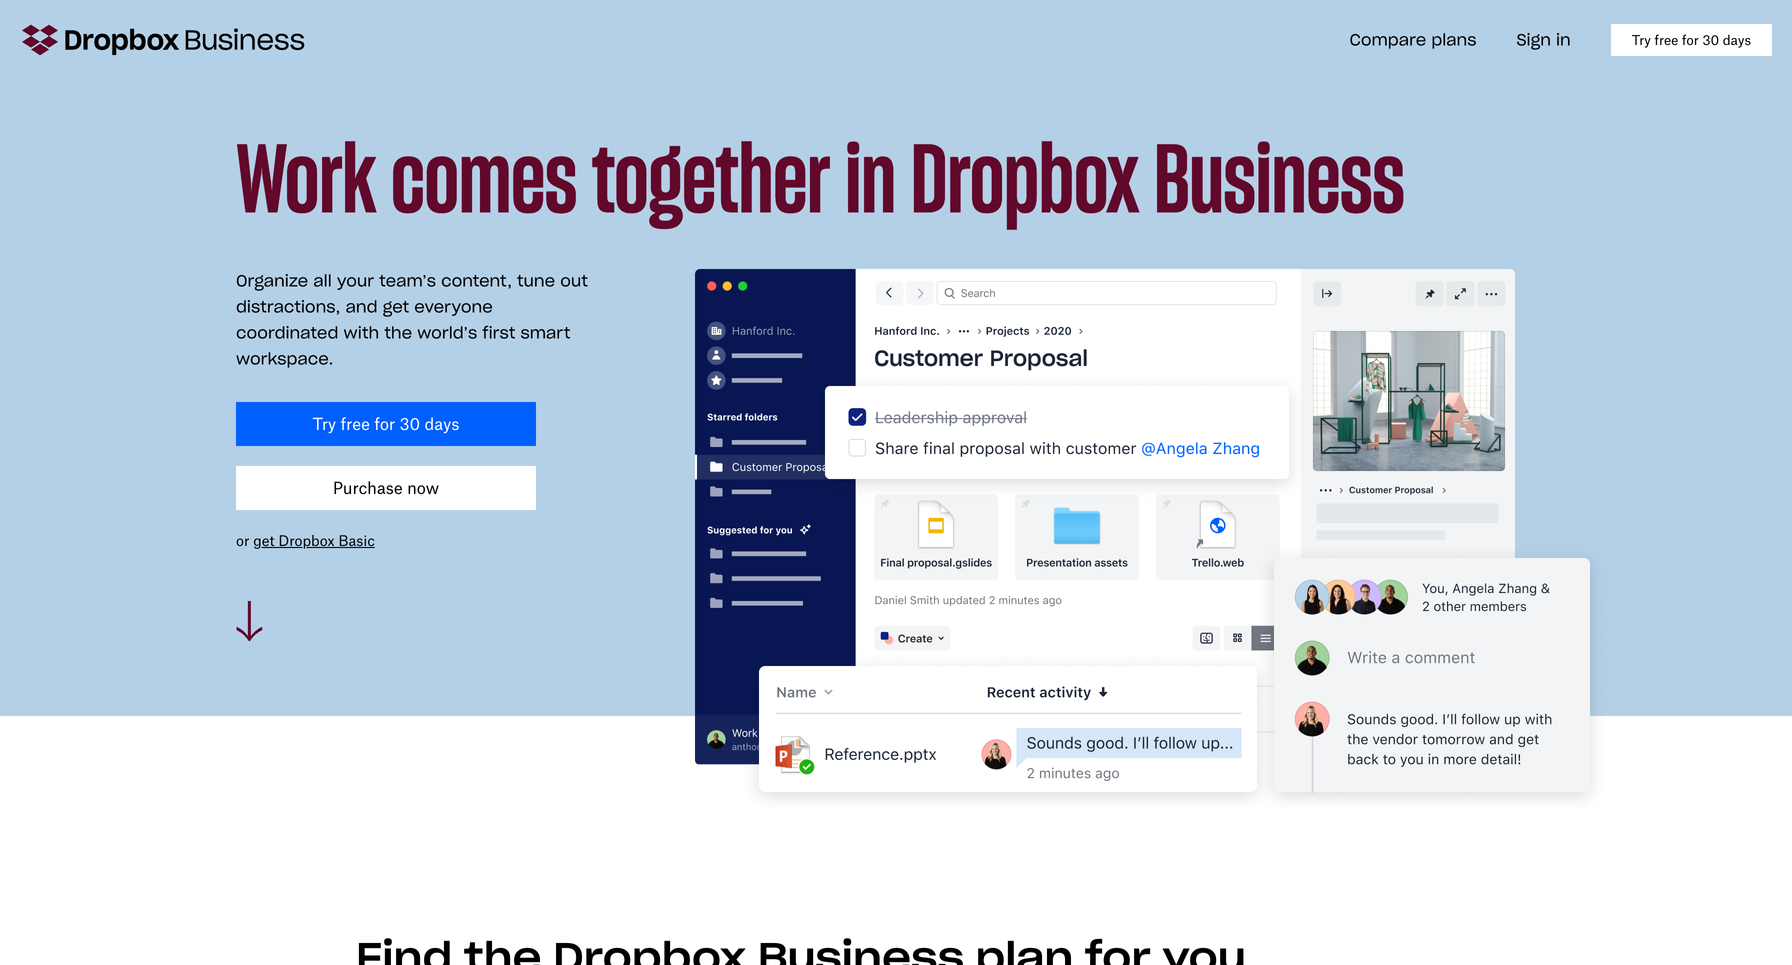 Dropbox Business
Compare plans
Sign in
Try free for 30 days
Work comes together in Dropbox Business
Organize all your team’s content, tune out
distractions, and get everyone
coordinated with the world’s first smart
workspace.
Try free for 30 days
Purchase now
or get Dropbox Basic
Hanford Inc.
Starred folders
Customer Proposa
Suggested for you
Work
Search
Hanford Inc. › ••• › Projects › 2020 ›
Customer Proposal
Leadership approval
Share final proposal with customer @Angela Zhang
Final proposal.gslides
Presentation assets
Trello.web
Daniel Smith updated 2 minutes ago
Create
Name
Recent activity
Reference.pptx
Sounds good. I’ll follow up...
2 minutes ago
••• › Customer Proposal ›
You, Angela Zhang &
2 other members
Write a comment
Sounds good. I’ll follow up with
the vendor tomorrow and get
back to you in more detail!
Find the Dropbox Business plan for you